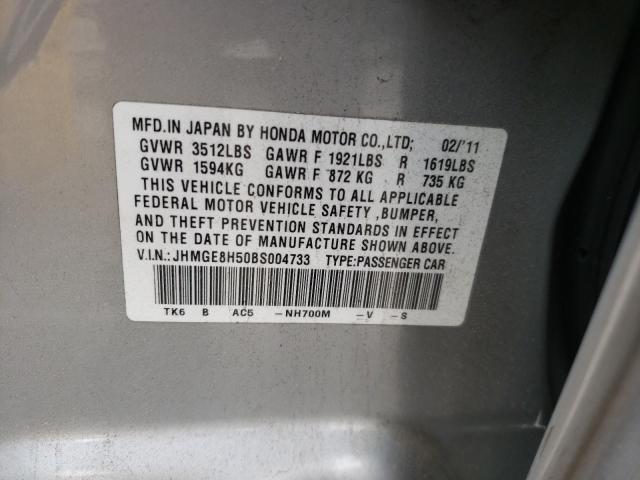 MFD.IN JAPAN BY HONDA MOTOR CO.,LTD; 02/'11
GVWR 3512LBS GAWR F 1921LBS R 1619LBS
GVWR 1594KG GAWR F 872 KG R 735 KG
THIS VEHICLE CONFORMS TO ALL APPLICABLE
FEDERAL MOTOR VEHICLE SAFETY ,BUMPER,
AND THEFT PREVENTION STANDARDS IN EFFECT
ON THE DATE OF MANUFACTURE SHOWN ABOVE.
V.I.N.: JHMGE8H50BS004733 TYPE:PASSENGER CAR
TK6 B AC5 -NH700M -V -S